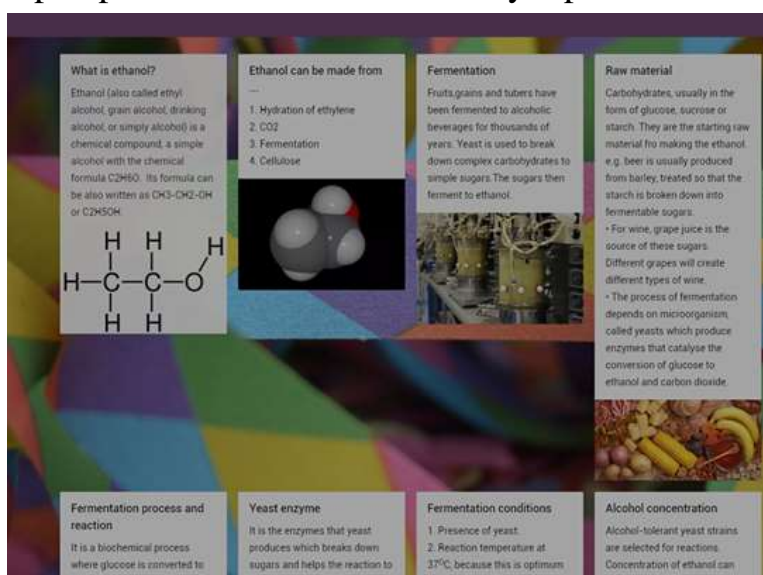 What is ethanol?
Ethanol (also called ethyl
alcohol, grain alcohol, drinking
alcohol, or simply alcohol) is a
chemical compound, a simple
alcohol with the chemical
formula C2H6O. Its formula can
be also written as CH3-CH2-OH
or C2H5OH.
H H H
H-C-C-O
H H
Ethanol can be made from
....
1. Hydration of ethylene
2. CO2
3. Fermentation
4. Cellulose
Fermentation
Fruits,grains and tubers have
been fermented to alcoholic
beverages for thousands of
years. Yeast is used to break
down complex carbohydrates to
simple sugars.The sugars then
ferment to ethanol.
Raw material
Carbohydrates, usually in the
form of glucose, sucrose or
starch. They are the starting raw
material fro making the ethanol.
e.g. beer is usually produced
from barley, treated so that the
starch is broken down into
fermentable sugars.
• For wine, grape juice is the
source of these sugars.
Different grapes will create
different types of wine.
• The process of fermentation
depends on microorganism,
called yeasts which produce
enzymes that catalyse the
conversion of glucose to
ethanol and carbon dioxide.
Fermentation process and
reaction
It is a biochemical process
where glucose is converted to
Yeast enzyme
It is the enzymes that yeast
produces which breaks down
sugars and helps the reaction to
Fermentation conditions
1. Presence of yeast.
2. Reaction temperature at
37⁰C, because this is optimum
Alcohol concentration
Alcohol-tolerant yeast strains
are selected for reactions.
Concentration of ethanol can